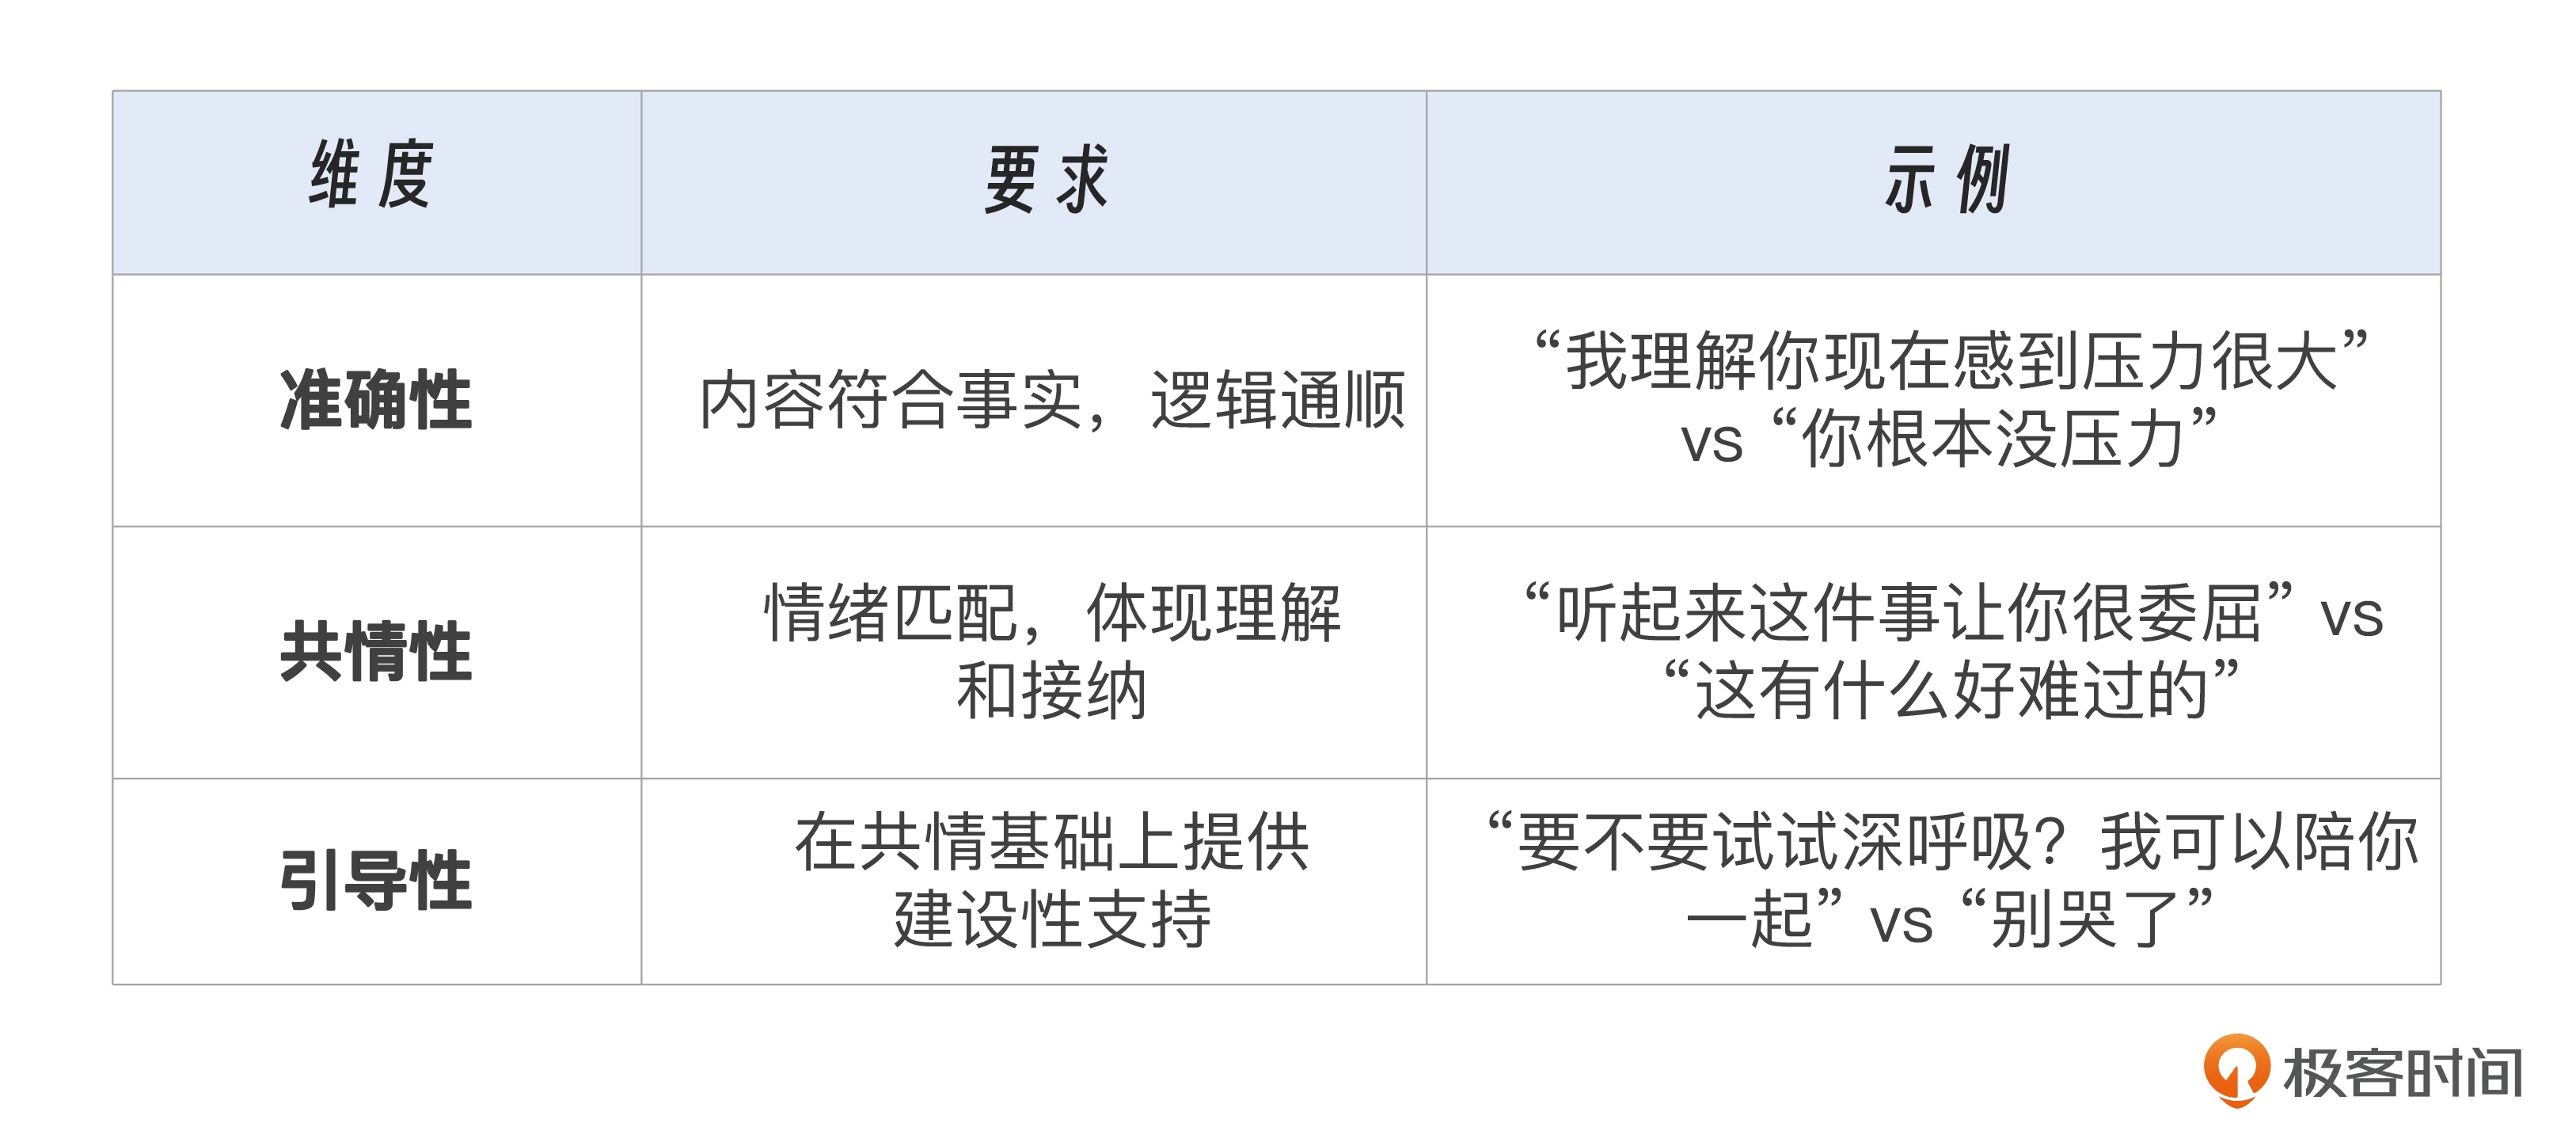 维度 要求 示例
准确性 内容符合事实，逻辑通顺 “我理解你现在感到压力很大”
vs “你根本没压力”
共情性 情绪匹配，体现理解 “听起来这件事让你很委屈” vs
和接纳 “这有什么好难过的”
引导性 在共情基础上提供 “要不要试试深呼吸？我可以陪你
建设性支持 一起” vs “别哭了”
极客时间